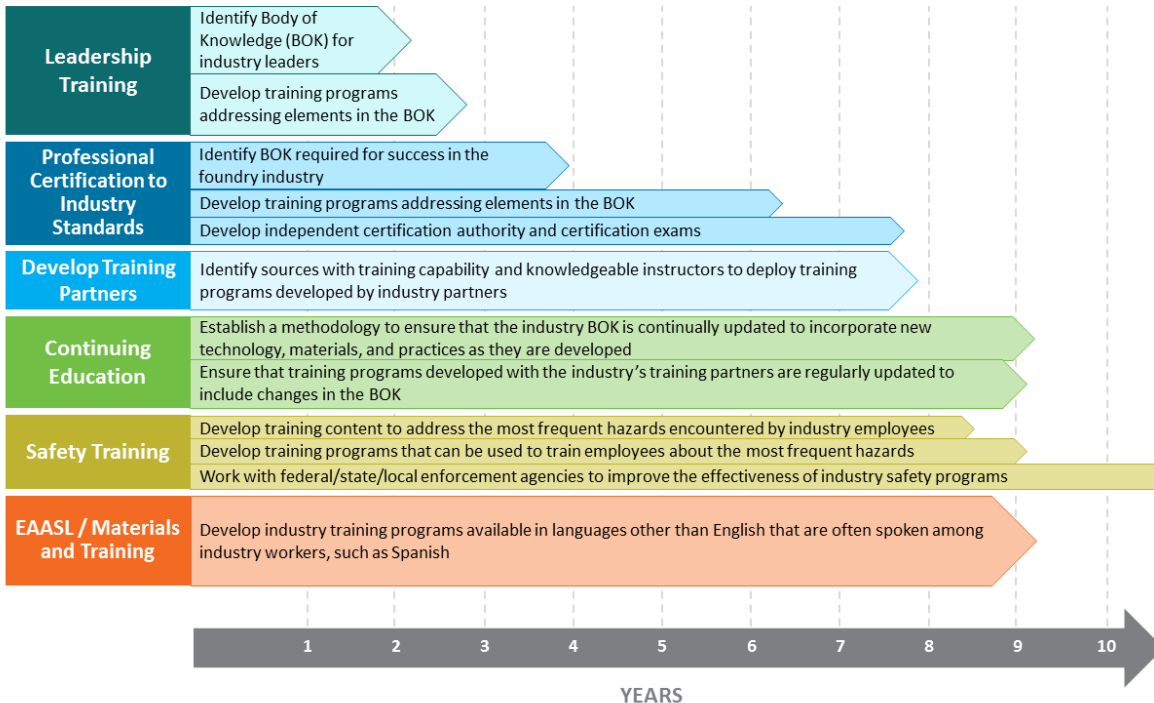 Leadership
Training
Identify Body of
Knowledge (BOK) for
industry leaders
Develop training programs
addressing elements in the BOK
Professional
Certification to
Industry
Standards
Identify BOK required for success in the
foundry industry
Develop training programs addressing elements in the BOK
Develop independent certification authority and certification exams
Develop Training
Partners
Identify sources with training capability and knowledgeable instructors to deploy training
programs developed by industry partners
Continuing
Education
Establish a methodology to ensure that the industry BOK is continually updated to incorporate new
technology, materials, and practices as they are developed
Ensure that training programs developed with the industry's training partners are regularly updated to
include changes in the BOK
Safety Training
Develop training content to address the most frequent hazards encountered by industry employees
Develop training programs that can be used to train employees about the most frequent hazards
Work with federal/state/local enforcement agencies to improve the effectiveness of industry safety programs
EAASL / Materials
and Training
Develop industry training programs available in languages other than English that are often spoken among
industry workers, such as Spanish
1 2 3 4 5 6 7 8 9 10
YEARS